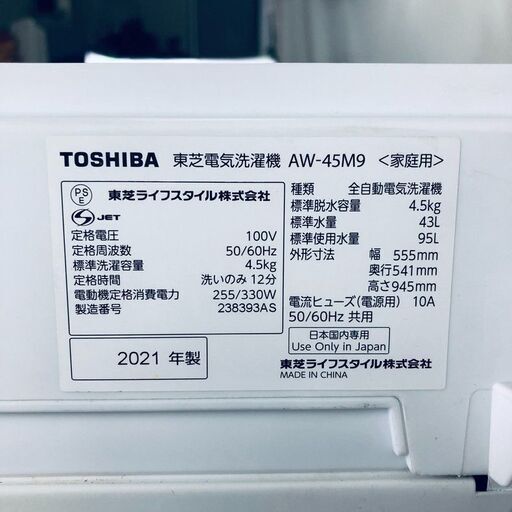 TOSHIBA 東芝電気洗濯機 AW-45M9 <家庭用>
PS
E
東芝ライフスタイル株式会社
S JET
定格電圧 100V
定格周波数 50/60Hz
標準洗濯容量 4.5kg
定格時間 洗いのみ 12分
電動機定格消費電力 255/330W
製造番号 238393AS
2021 年製
種類 全自動電気洗濯機
標準脱水容量 4.5kg
標準水量 43L
標準使用水量 95L
外形寸法 幅 555mm
奥行541mm
高さ945mm
電流ヒューズ(電源用) 10A
50/60Hz 共用
日本国内専用
Use Only in Japan
東芝ライフスタイル株式会社
MADE IN CHINA